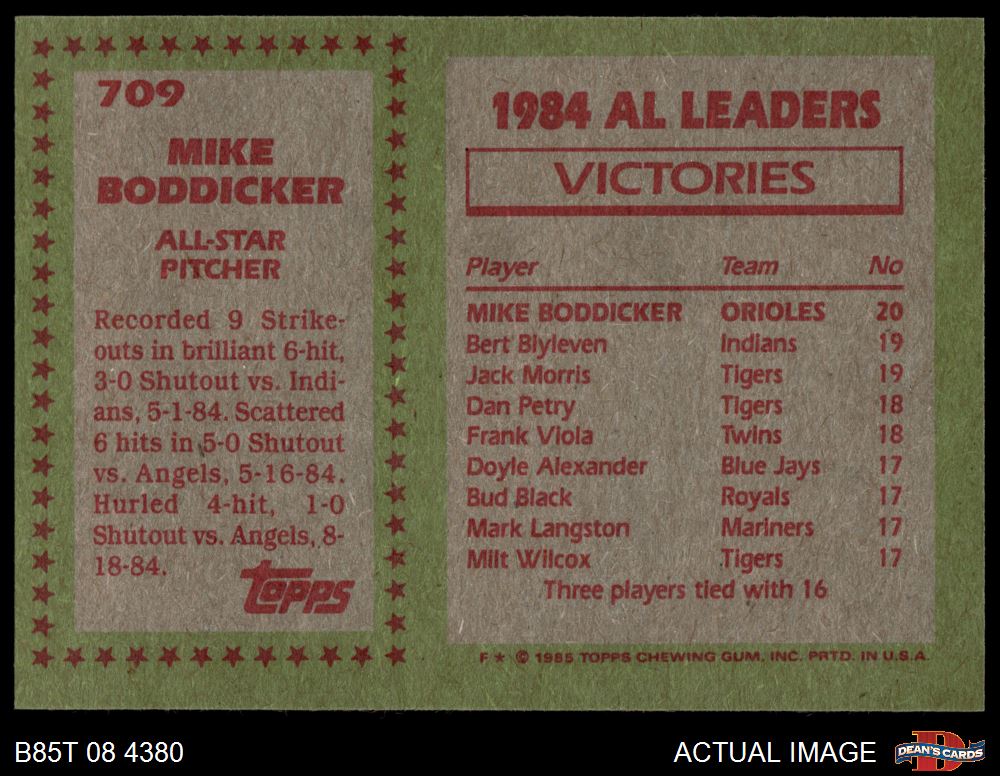 709
MIKE
BODDICKER
ALL-STAR
PITCHER
Recorded 9 Strike-
outs in brilliant 6-hit,
3-0 Shutout vs. Indi-
ans, 5-1-84. Scattered
6 hits in 5-0 Shutout
vs. Angels, 5-16-84.
Hurled 4-hit, 1-0
Shutout vs. Angels, 8-
18-84.
topps
1984 AL LEADERS
VICTORIES
Player Team No
MIKE BODDICKER ORIOLES 20
Bert Blyleven Indians 19
Jack Morris Tigers 19
Dan Petry Tigers 18
Frank Viola Twins 18
Doyle Alexander Blue Jays 17
Bud Black Royals 17
Mark Langston Mariners 17
Milt Wilcox Tigers 17
Three players tied with 16
F ★ © 1985 TOPPS CHEWING GUM, INC. PRTD. IN U.S.A.
B85T 08 4380
ACTUAL IMAGE
DEAN'S CARDS